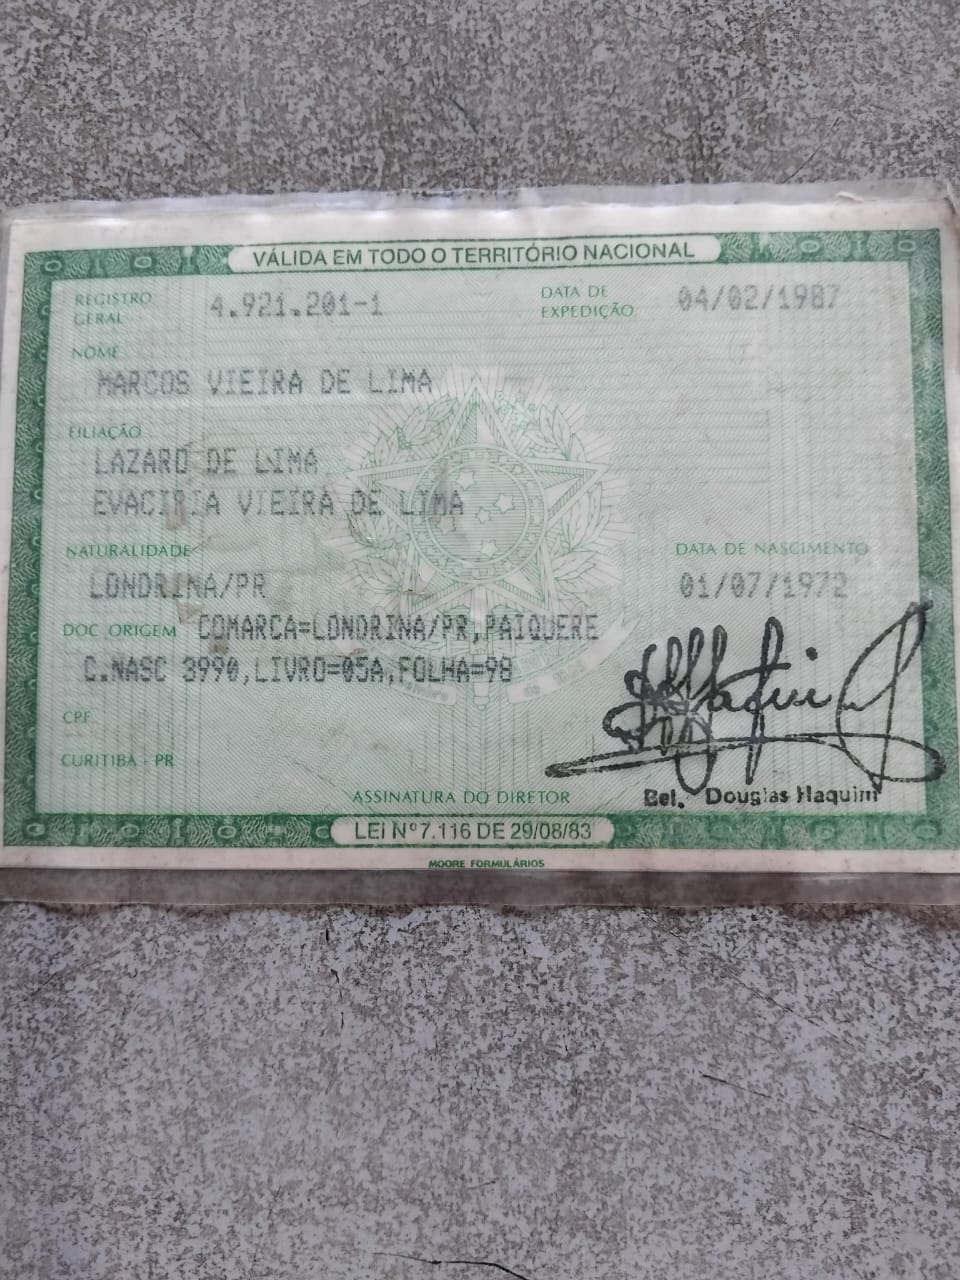 VÁLIDA EM TODO O TERRITÓRIO NACIONAL
REGISTRO GERAL 4.921.201-1 DATA DE EXPEDIÇÃO 04/02/1987
NOME
MARCOS VIEIRA DE LIMA
FILIAÇÃO
LAZARO DE LIMA
EVACIRIA VIEIRA DE LIMA
NATURALIDADE DATA DE NASCIMENTO
LONDRINA/PR 01/07/1972
DOC ORIGEM COMARCA=LONDRINA/PR,PAIQUERE
C.NASC 3990,LIVRO=05A,FOLHA=98
CPF
CURITIBA - PR
ASSINATURA DO DIRETOR Bel. Douglas Haquim
LEI Nº 7.116 DE 29/08/83
MOORE FORMULÁRIOS